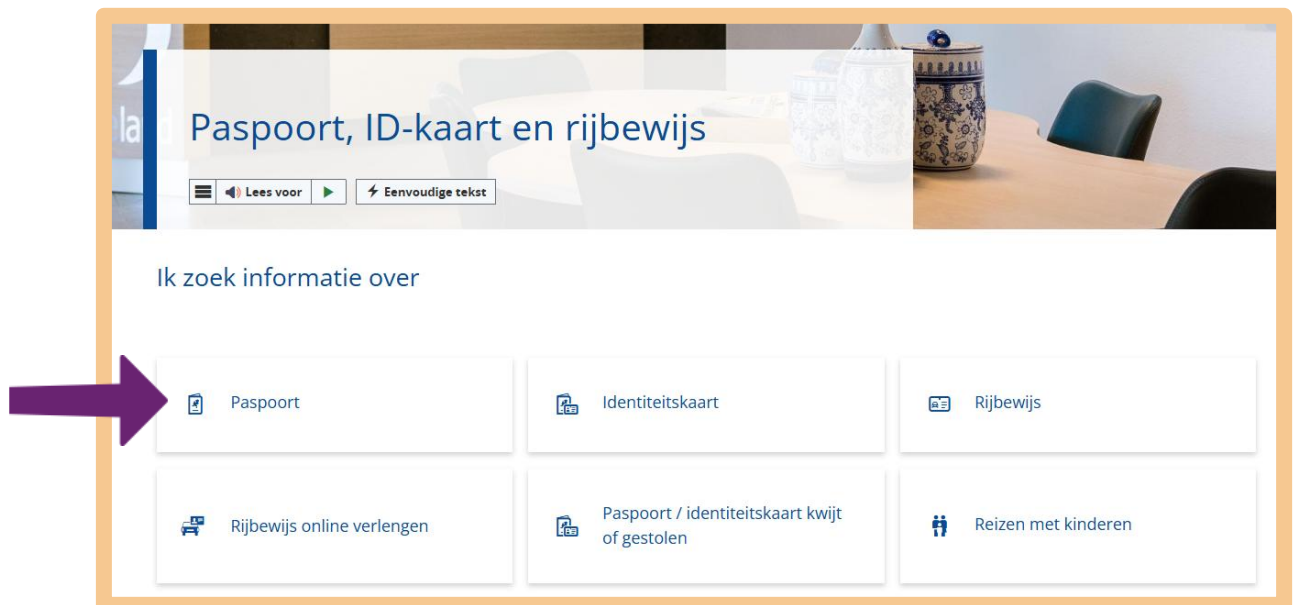 land
Paspoort, ID-kaart en rijbewijs
Lees voor
Eenvoudige tekst
Ik zoek informatie over
Paspoort
Identiteitskaart
Rijbewijs
Rijbewijs online verlengen
Paspoort / identiteitskaart kwijt
of gestolen
Reizen met kinderen